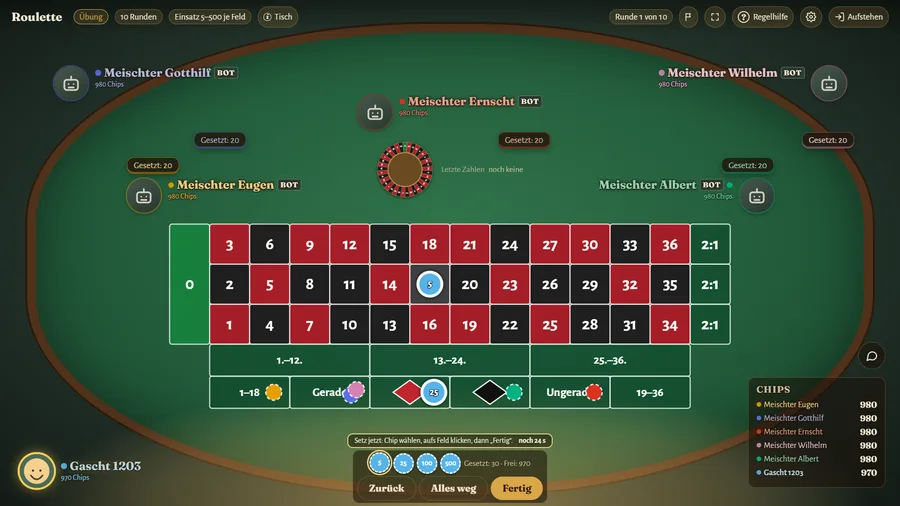 Roulette Übung 10 Runden Einsatz 5–500 je Feld Tisch
Runde 1 von 10 Regelhilfe Aufstehen
Meischter Gotthilf BOT
980 Chips
Meischter Wilhelm BOT
980 Chips
Meischter Ernscht BOT
980 Chips
Gesetzt: 20
Gesetzt: 20
Gesetzt: 20
Gesetzt: 20
Gesetzt: 20
Letzte Zahlen noch keine
Meischter Eugen BOT
980 Chips
Meischter Albert BOT
980 Chips
3 6 9 12 15 18 21 24 27 30 33 36 2:1
0 2 5 8 11 14 5 20 23 26 29 32 35 2:1
1 4 7 10 13 16 19 22 25 28 31 34 2:1
1.–12. 13.–24. 25.–36.
1–18 Gerad 25 Ungerad 19–36
CHIPS
Meischter Eugen 980
Meischter Gotthilf 980
Meischter Ernscht 980
Meischter Wilhelm 980
Meischter Albert 980
Gascht 1203 970
Setz jetzt: Chip wählen, aufs Feld klicken, dann „Fertig“. noch 24 s
5 25 100 500 Gesetzt: 30 · Frei: 970
Zurück Alles weg Fertig
Gascht 1203
970 Chips